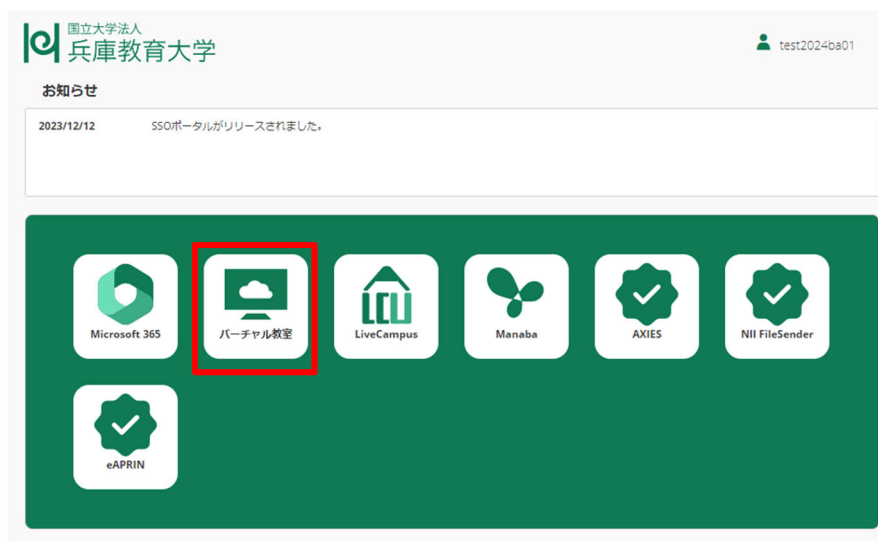 国立大学法人
兵庫教育大学
test2024ba01
お知らせ
2023/12/12 SSOポータルがリリースされました。
Microsoft 365
バーチャル教室
LCU
LiveCampus
Manaba
AXIES
NII FileSender
eAPRIN